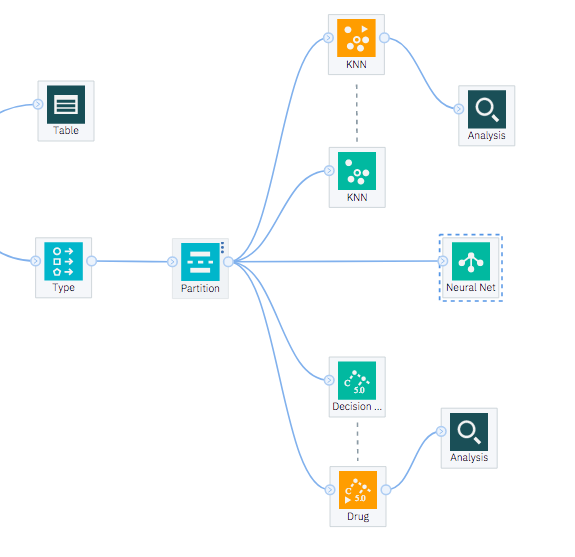 KNN
Table
Analysis
KNN
Type
Partition
Neural Net
C
5.0
Decision ...
Analysis
C
5.0
Drug